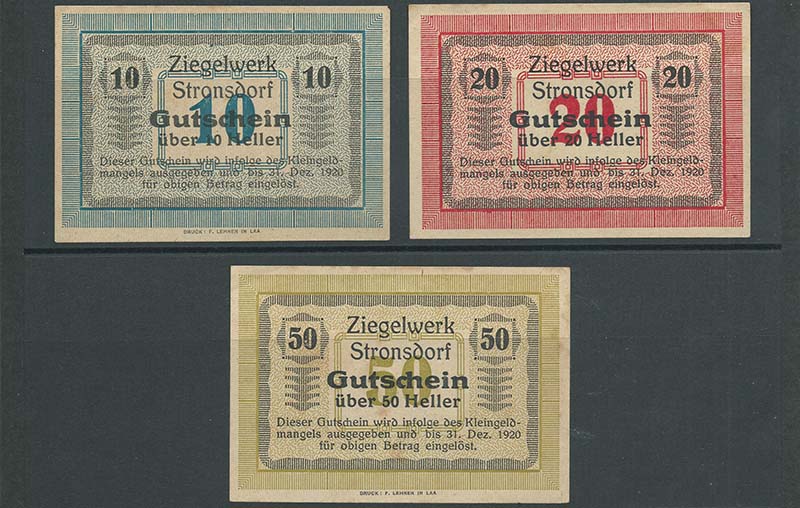 10 Ziegelwerk 10
Stronsdorf
10
Gutschein
über 10 Heller
Dieser Gutschein wird infolge des Kleingeld-
mangels ausgegeben und bis 31. Dez. 1920
für obigen Betrag eingelöst.
DRUCK: F. LEHNER IN LAA
20 Ziegelwerk 20
Stronsdorf
20
Gutschein
über 20 Heller
Dieser Gutschein wird infolge des Kleingeld-
mangels ausgegeben und bis 31. Dez. 1920
für obigen Betrag eingelöst.
50 Ziegelwerk 50
Stronsdorf
50
Gutschein
über 50 Heller
Dieser Gutschein wird infolge des Kleingeld-
mangels ausgegeben und bis 31. Dez. 1920
für obigen Betrag eingelöst.
DRUCK: F. LEHNER IN LAA